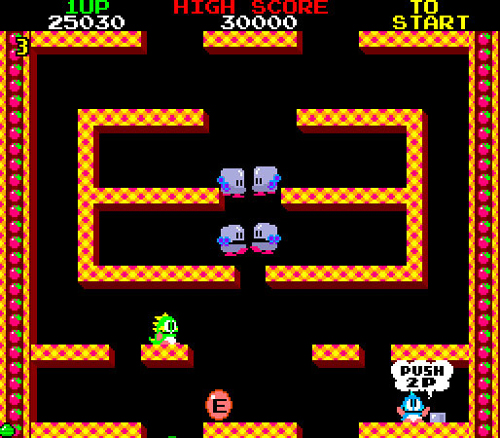 1UP HIGH SCORE TO
25030 30000 START
3
PUSH
2P
E